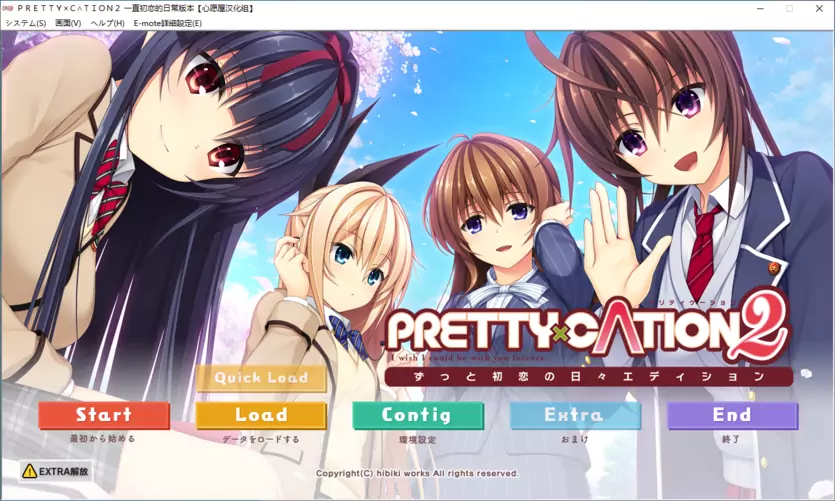 PRETTY×CATION2 一直初恋的日常版本【心愿屋汉化组】
システム(S) 画面(V) ヘルプ(H) E-mote詳細設定(E)
リティケーション
PRETTY×CATION2
I wish I could be with you forever.
ずっと初恋の日々エディション
Quick Load
Start Load Config Extra End
最初から始める データをロードする 環境設定 おまけ 終了
EXTRA解放
Copyright(C) hibiki works All rights reserved.